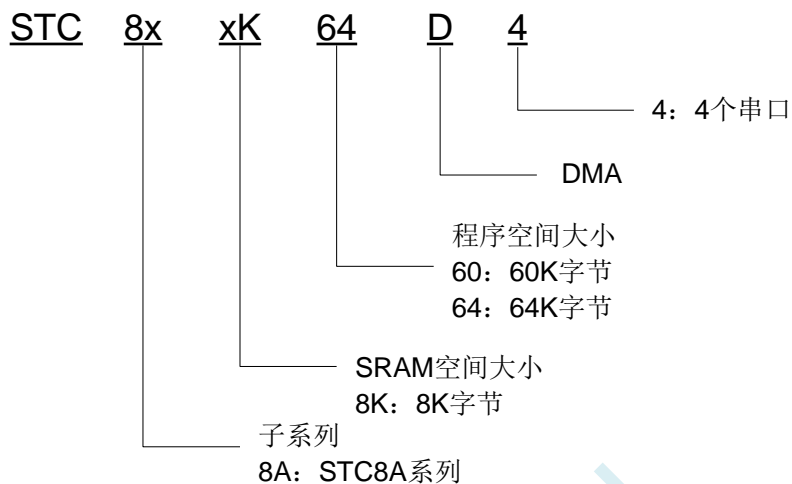 STC 8x xK 64 D 4
4：4个串口
DMA
程序空间大小
60：60K字节
64：64K字节
SRAM空间大小
8K：8K字节
子系列
8A：STC8A系列